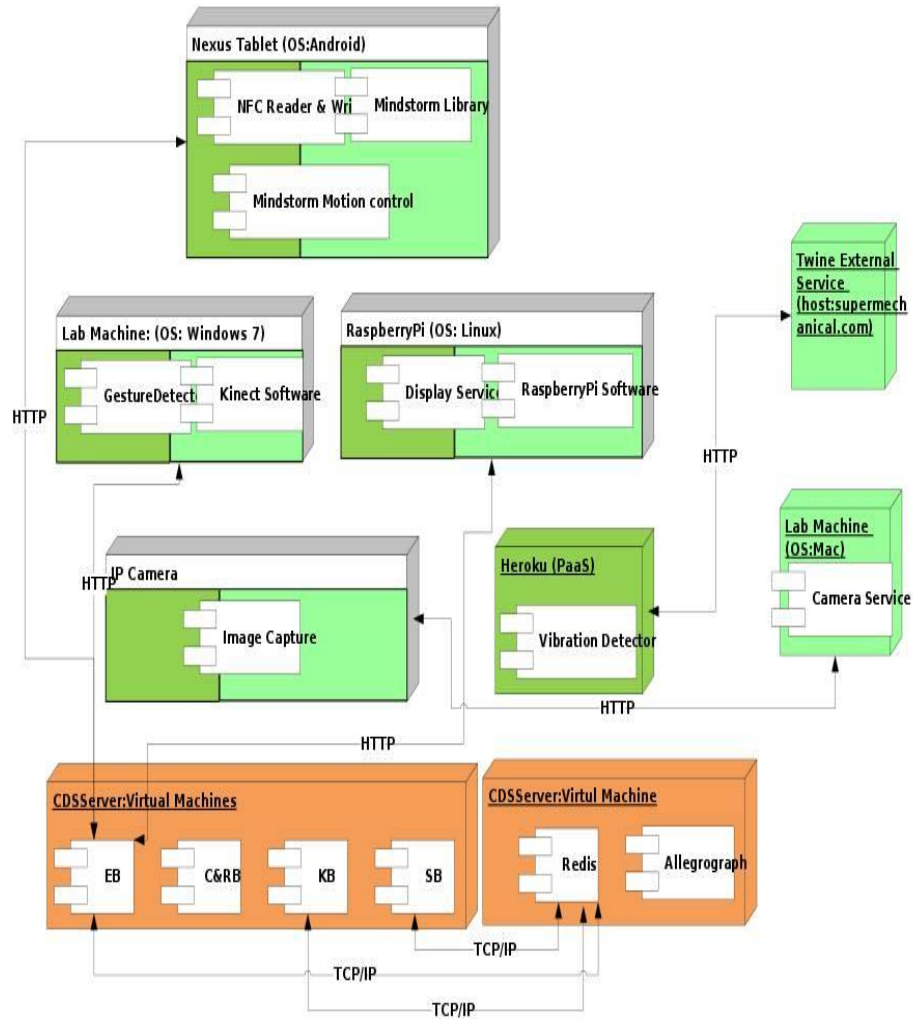 Nexus Tablet (OS:Android)
NFC Reader & Wri
Mindstorm Library
Mindstorm Motion control
Twine External
Service
(host:supermech
anical.com)
Lab Machine: (OS: Windows 7)
GestureDetect
Kinect Software
RaspberryPi (OS: Linux)
Display Service
RaspberryPi Software
HTTP
HTTP
Lab Machine
(OS:Mac)
Camera Service
Heroku (PaaS)
Vibration Detector
IP Camera
HTTP
Image Capture
HTTP
HTTP
CDSServer:Virtual Machines
EB
C&RB
KB
SB
CDSServer:Virtul Machine
Redis
Allegrograph
TCP/IP
TCP/IP
TCP/IP